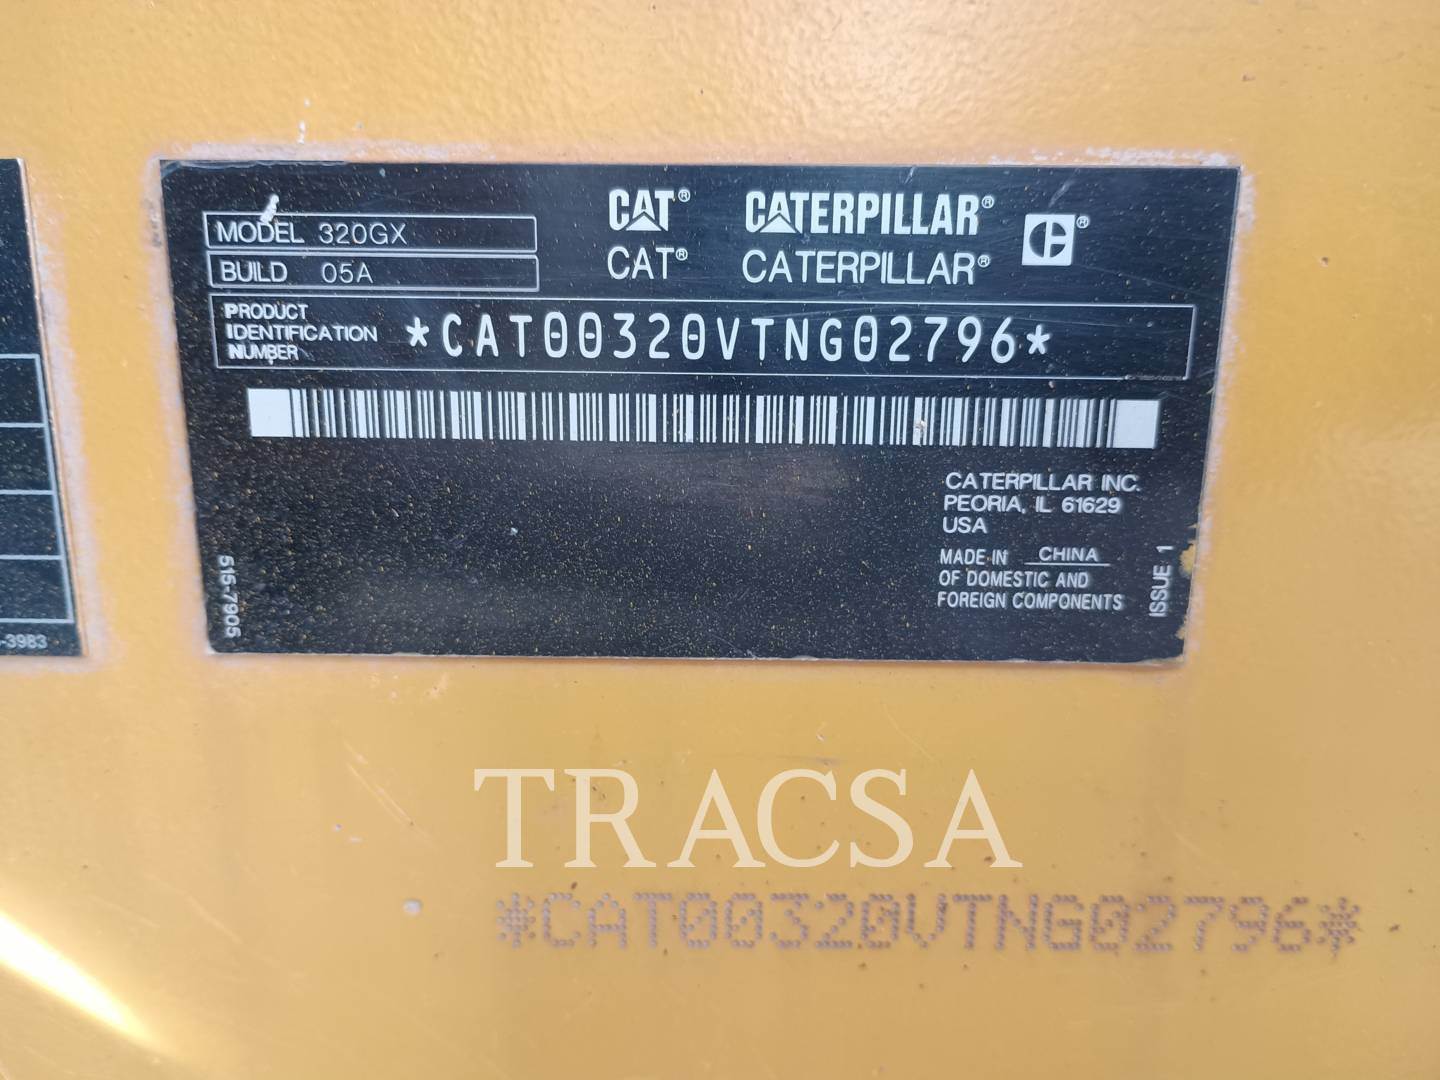 MODEL 320GX
BUILD 05A
CAT® CATERPILLAR®
CAT® CATERPILLAR®
PRODUCT
IDENTIFICATION
NUMBER
*CAT00320VTNG02796*
CATERPILLAR INC.
PEORIA, IL 61629
USA
MADE IN CHINA
OF DOMESTIC AND
FOREIGN COMPONENTS
ISSUE 1
515-7905
-3983
TRACSA
*CAT00320VTNG02796*